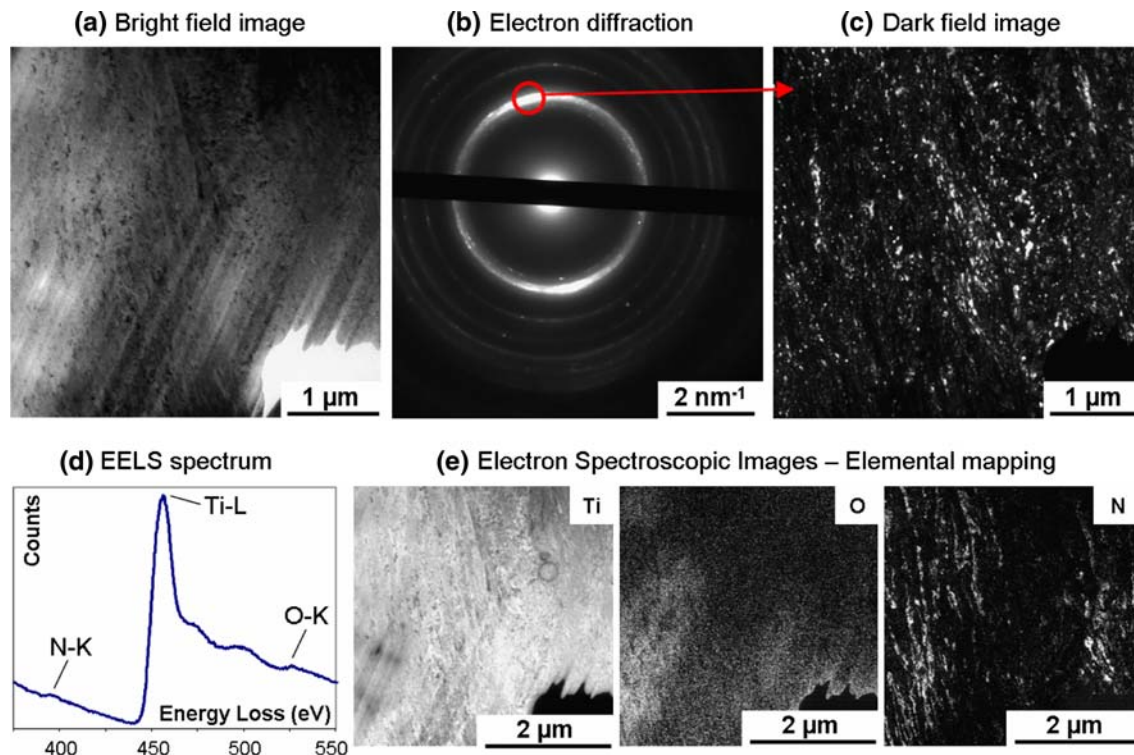 (a) Bright field image
(b) Electron diffraction
(c) Dark field image
1 µm
2 nm⁻¹
1 µm
(d) EELS spectrum
(e) Electron Spectroscopic Images – Elemental mapping
Counts
Ti-L
N-K
O-K
Energy Loss (eV)
400 450 500 550
Ti
O
N
2 µm
2 µm
2 µm